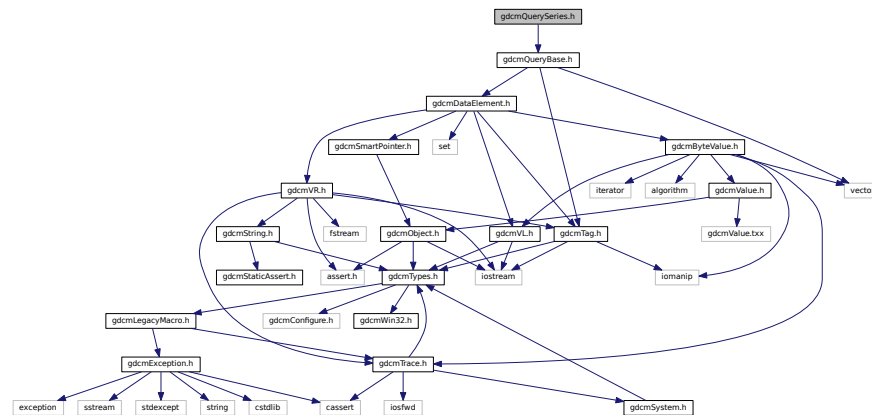 gdcmQuerySeries.h
gdcmQueryBase.h
gdcmDataElement.h
gdcmSmartPointer.h
set
gdcmByteValue.h
gdcmVR.h
iterator
algorithm
gdcmValue.h
gdcmString.h
fstream
gdcmObject.h
gdcmVL.h
gdcmTag.h
gdcmValue.txx
gdcmStaticAssert.h
assert.h
gdcmTypes.h
iostream
iomanip
gdcmLegacyMacro.h
gdcmConfigure.h
gdcmWin32.h
gdcmException.h
gdcmTrace.h
exception
sstream
stdexcept
string
cstdlib
cassert
iosfwd
gdcmSystem.h